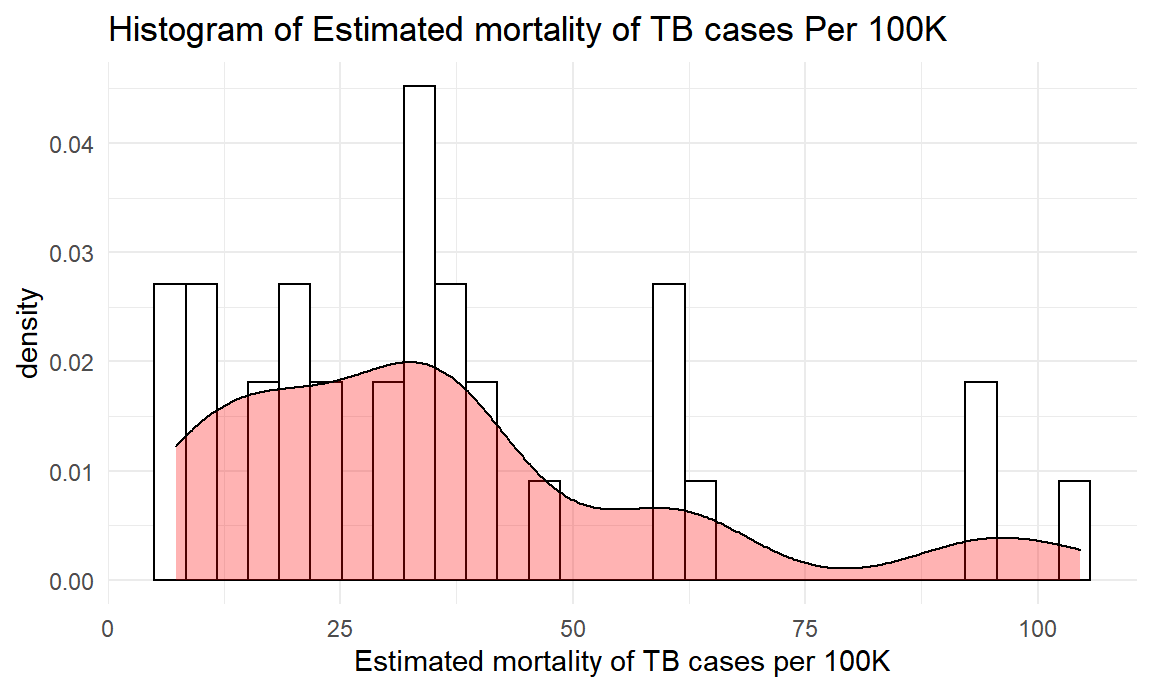 Histogram of Estimated mortality of TB cases Per 100K
density
0.04
0.03
0.02
0.01
0.00
0 25 50 75 100
Estimated mortality of TB cases per 100K